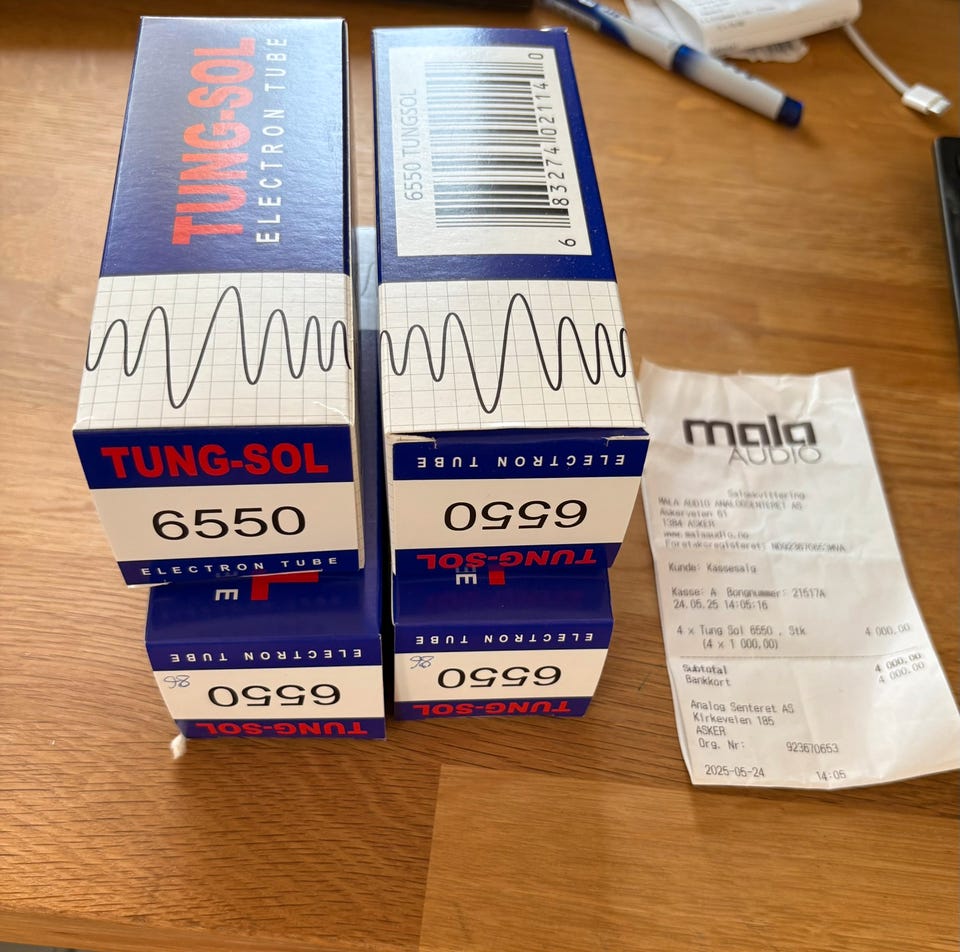 TUNG-SOL
ELECTRON TUBE
TUNG-SOL
6550
ELECTRON TUBE
6550 TUNGSOL
6 83274 02114 0
ELECTRON TUBE
6550
TUNG-SOL
ELECTRON TUBE
6550
86
TUNG-SOL
ELECTRON TUBE
6550
86
TUNG-SOL
mala
AUDIO
Salgskvittering
MALA AUDIO ANALOGSENTERET AS
Askerveien 61
1384 ASKER
www.malaaudio.no
Foretaksregisteret: NO923670653MVA
Kunde: Kassesalg
Kasse: A Bongnummer: 21517A
24.05.25 14:05:16
4 x Tung Sol 6550 , Stk 4 000,00
(4 x 1 000,00)
Subtotal 4 000,00
Bankkort 4 000,00
Analog Senteret AS
Kirkeveien 185
ASKER
Org. Nr: 923670653
2025-05-24 14:05